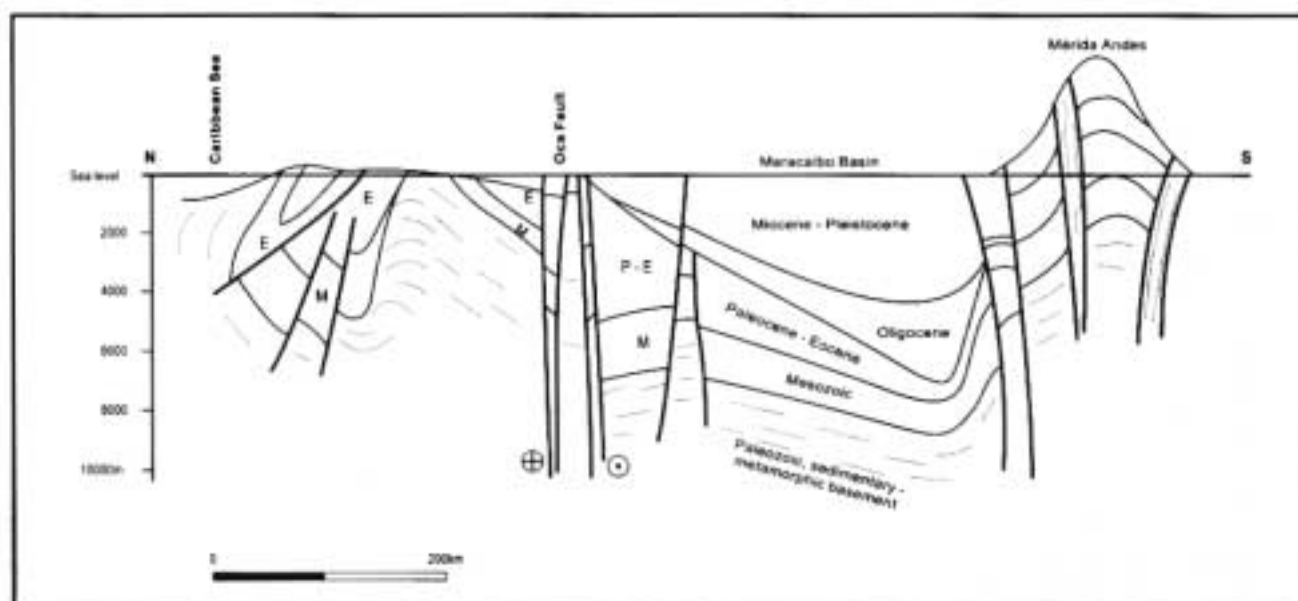 Mérida Andes
Caribbean Sea
Oca Fault
N
Maracaibo Basin
S
Sea level
E
E
M
E
M
P - E
M
Miocene - Pleistocene
Oligocene
Paleocene - Eocene
Mesozoic
Paleozoic, sedimentary -
metamorphic basement
2000
4000
6000
8000
10000m
0
200km